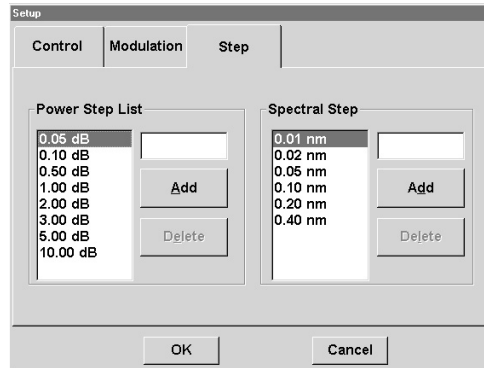 Setup
Control
Modulation
Step
Power Step List
0.05 dB
0.10 dB
0.50 dB
1.00 dB
2.00 dB
3.00 dB
5.00 dB
10.00 dB
Add
Delete
Spectral Step
0.01 nm
0.02 nm
0.05 nm
0.10 nm
0.20 nm
0.40 nm
Add
Delete
OK
Cancel